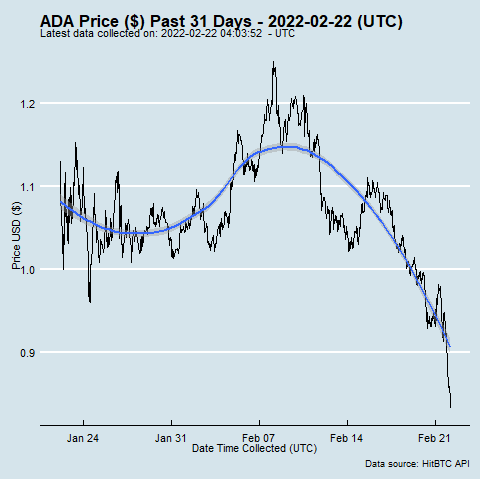 ADA Price ($) Past 31 Days - 2022-02-22 (UTC)
Latest data collected on: 2022-02-22 04:03:52 - UTC
1.2
1.1
1.0
0.9
Price USD ($)
Jan 24 Jan 31 Feb 07 Feb 14 Feb 21
Date Time Collected (UTC)
Data source: HitBTC API